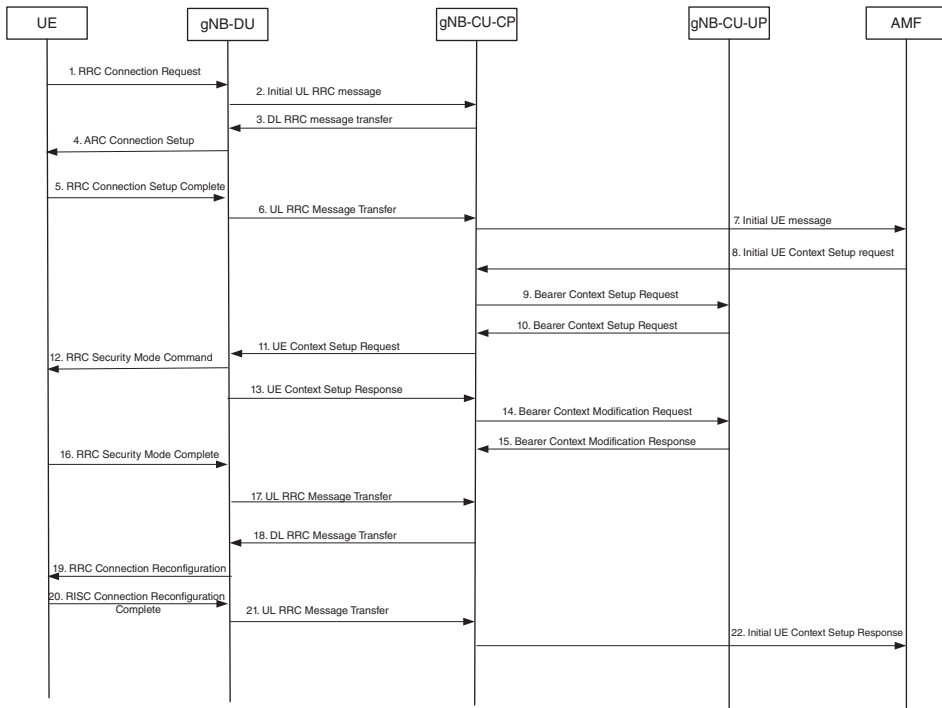 UE
gNB-DU
gNB-CU-CP
gNB-CU-UP
AMF
1. RRC Connection Request
2. Initial UL RRC message
3. DL RRC message transfer
4. ARC Connection Setup
5. RRC Connection Setup Complete
6. UL RRC Message Transfer
7. Initial UE message
8. Initial UE Context Setup request
9. Bearer Context Setup Request
10. Bearer Context Setup Request
11. UE Context Setup Request
12. RRC Security Mode Command
13. UE Context Setup Response
14. Bearer Context Modification Request
15. Bearer Context Modification Response
16. RRC Security Mode Complete
17. UL RRC Message Transfer
18. DL RRC Message Transfer
19. RRC Connection Reconfiguration
20. RISC Connection Reconfiguration
Complete
21. UL RRC Message Transfer
22. Initial UE Context Setup Response